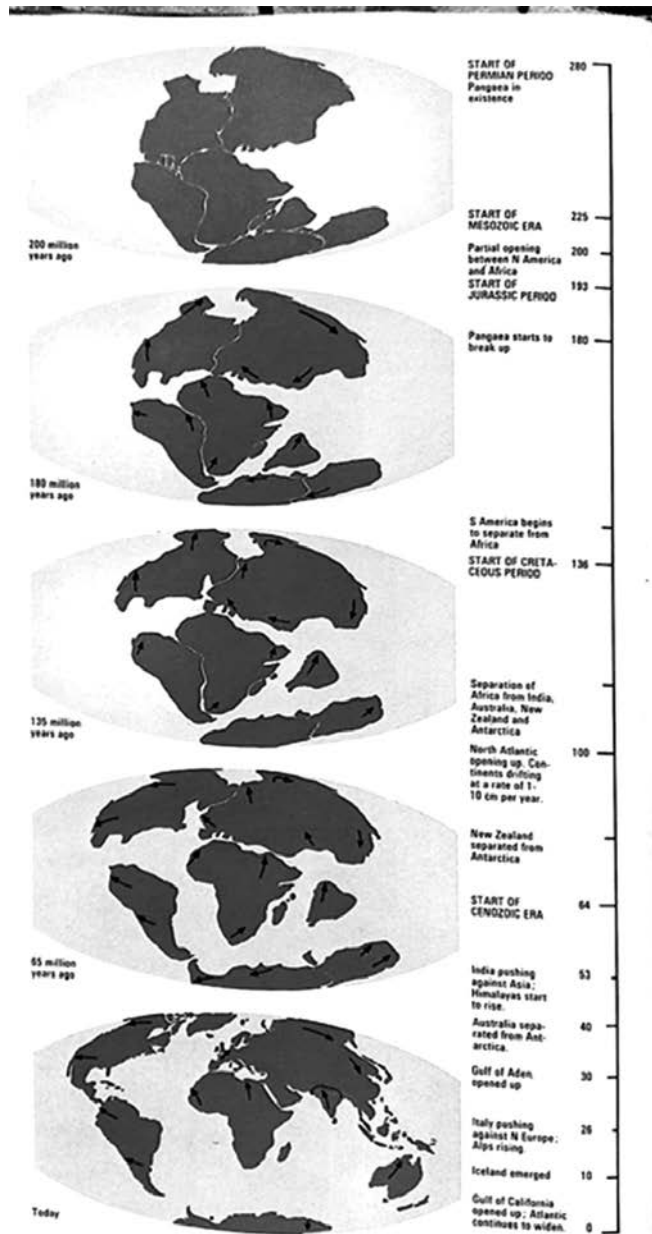 200 million
years ago
180 million
years ago
135 million
years ago
65 million
years ago
Today
START OF
PERMIAN PERIOD
Pangaea in
existence
280
START OF
MESOZOIC ERA
225
Partial opening
between N America
and Africa
200
START OF
JURASSIC PERIOD
193
Pangaea starts to
break up
180
S America begins
to separate from
Africa
START OF CRETA-
CEOUS PERIOD
136
Separation of
Africa from India,
Australia, New
Zealand and
Antarctica
North Atlantic
opening up. Con-
tinents drifting
at a rate of 1-
10 cm per year.
100
New Zealand
separated from
Antarctica
START OF
CENOZOIC ERA
64
India pushing
against Asia;
Himalayas start
to rise.
53
Australia sepa-
rated from Ant-
arctica.
40
Gulf of Aden
opened up
30
Italy pushing
against N Europe;
Alps rising.
26
Iceland emerged
10
Gulf of California
opened up; Atlantic
continues to widen.
0